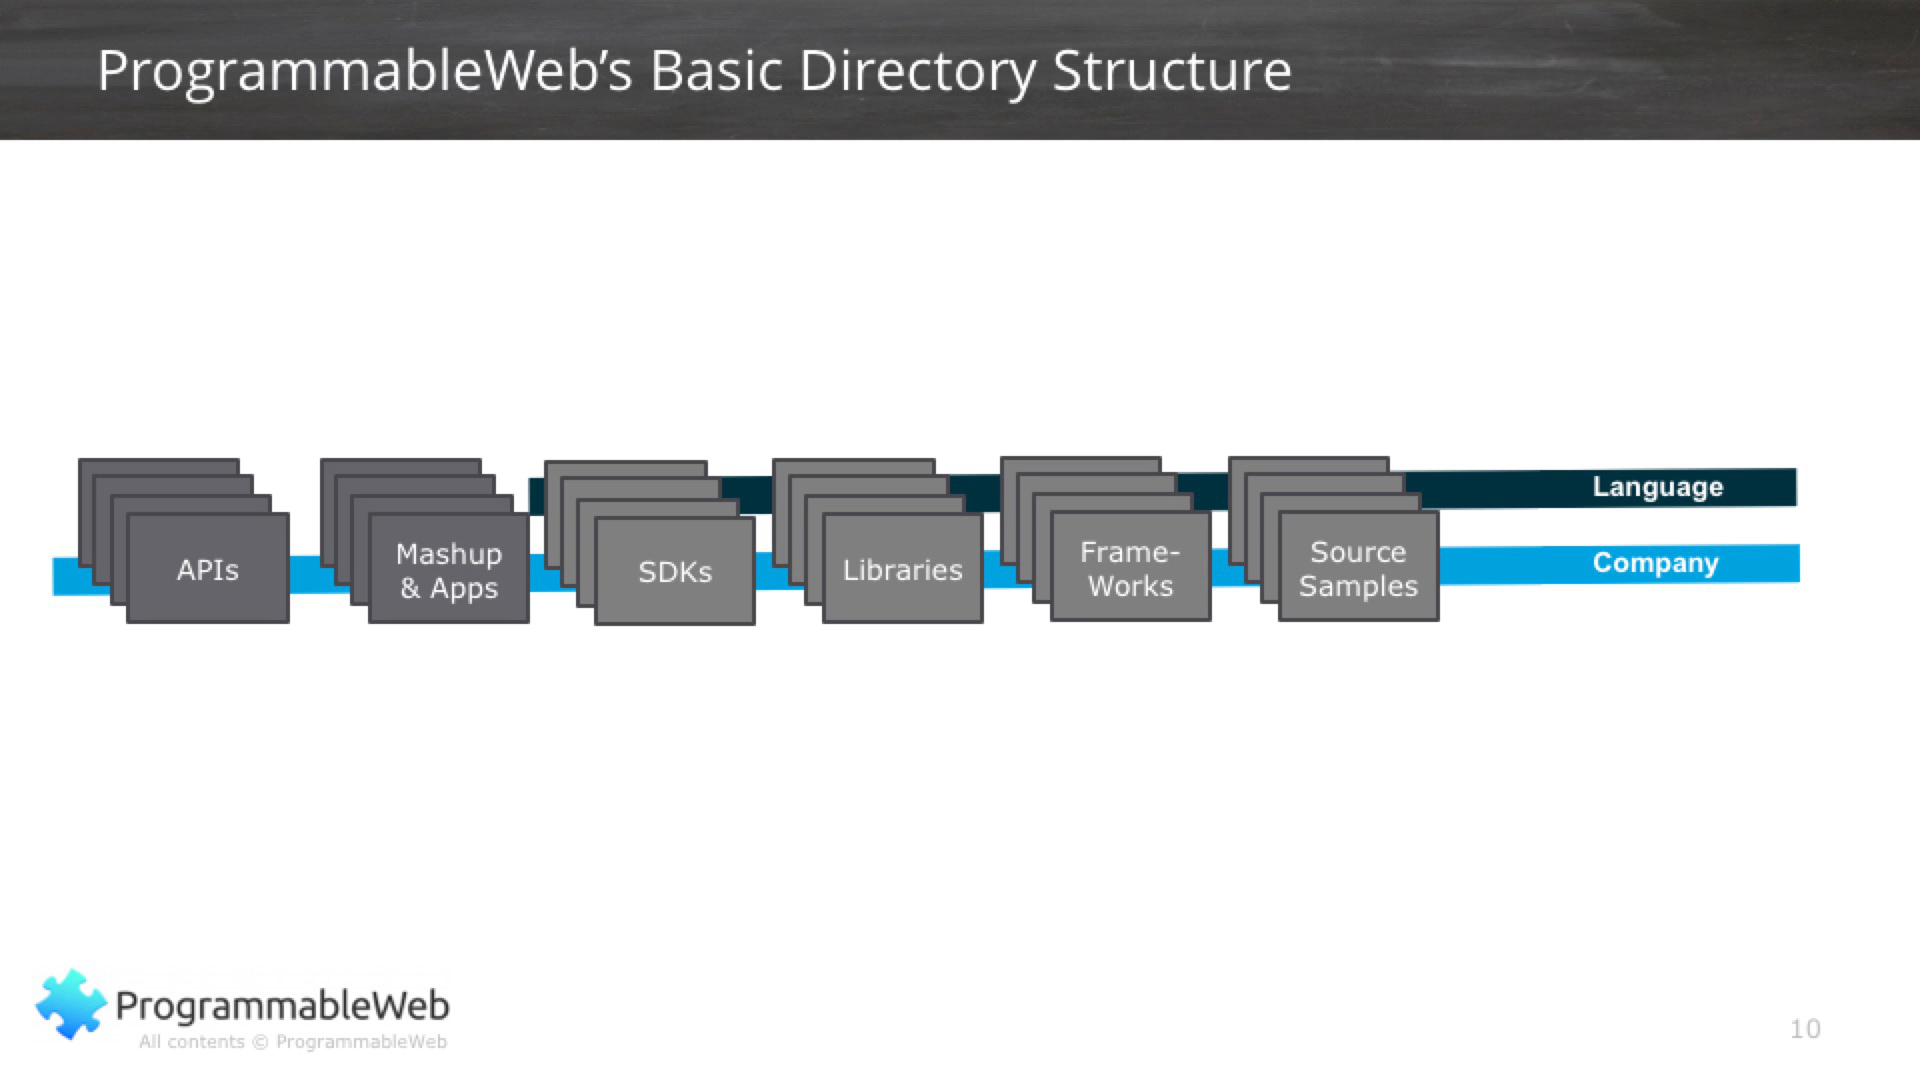 ProgrammableWeb’s Basic Directory Structure
Language
Company
APIs
Mashup
& Apps
SDKs
Libraries
Frame-
Works
Source
Samples
ProgrammableWeb
All contents © ProgrammableWeb
10